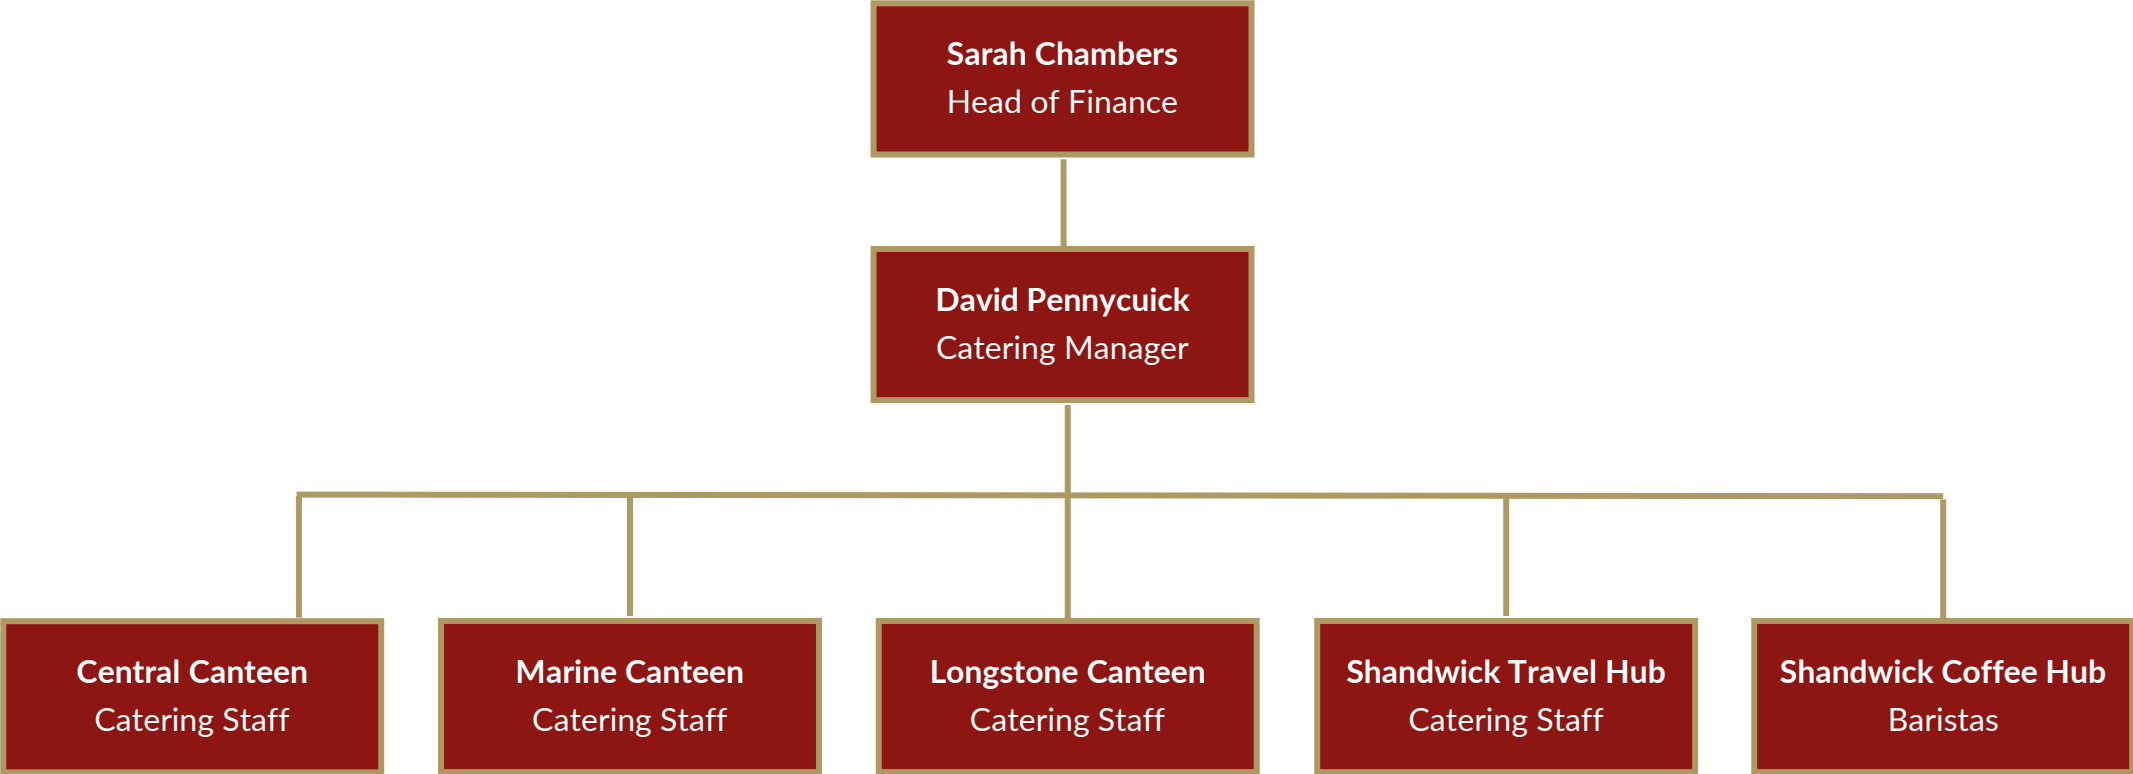 Sarah Chambers
Head of Finance
David Pennycuick
Catering Manager
Central Canteen
Catering Staff
Marine Canteen
Catering Staff
Longstone Canteen
Catering Staff
Shandwick Travel Hub
Catering Staff
Shandwick Coffee Hub
Baristas